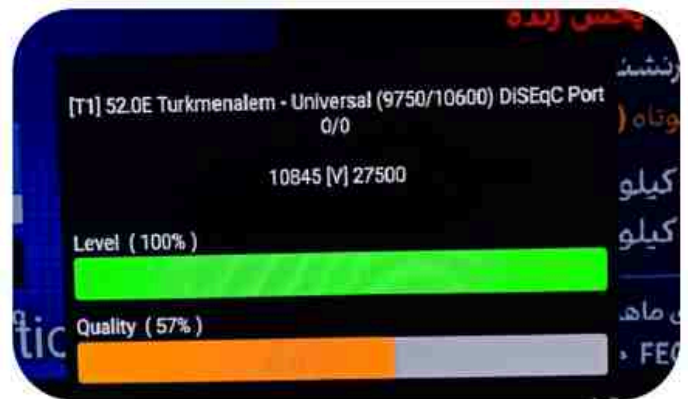 پخش زنده
[T1] 52.0E Turkmenalem - Universal (9750/10600) DiSEqC Port
0/0
10845 [V] 27500
کیلو
کیلو
Level ( 100% )
Quality ( 57% )
FEC